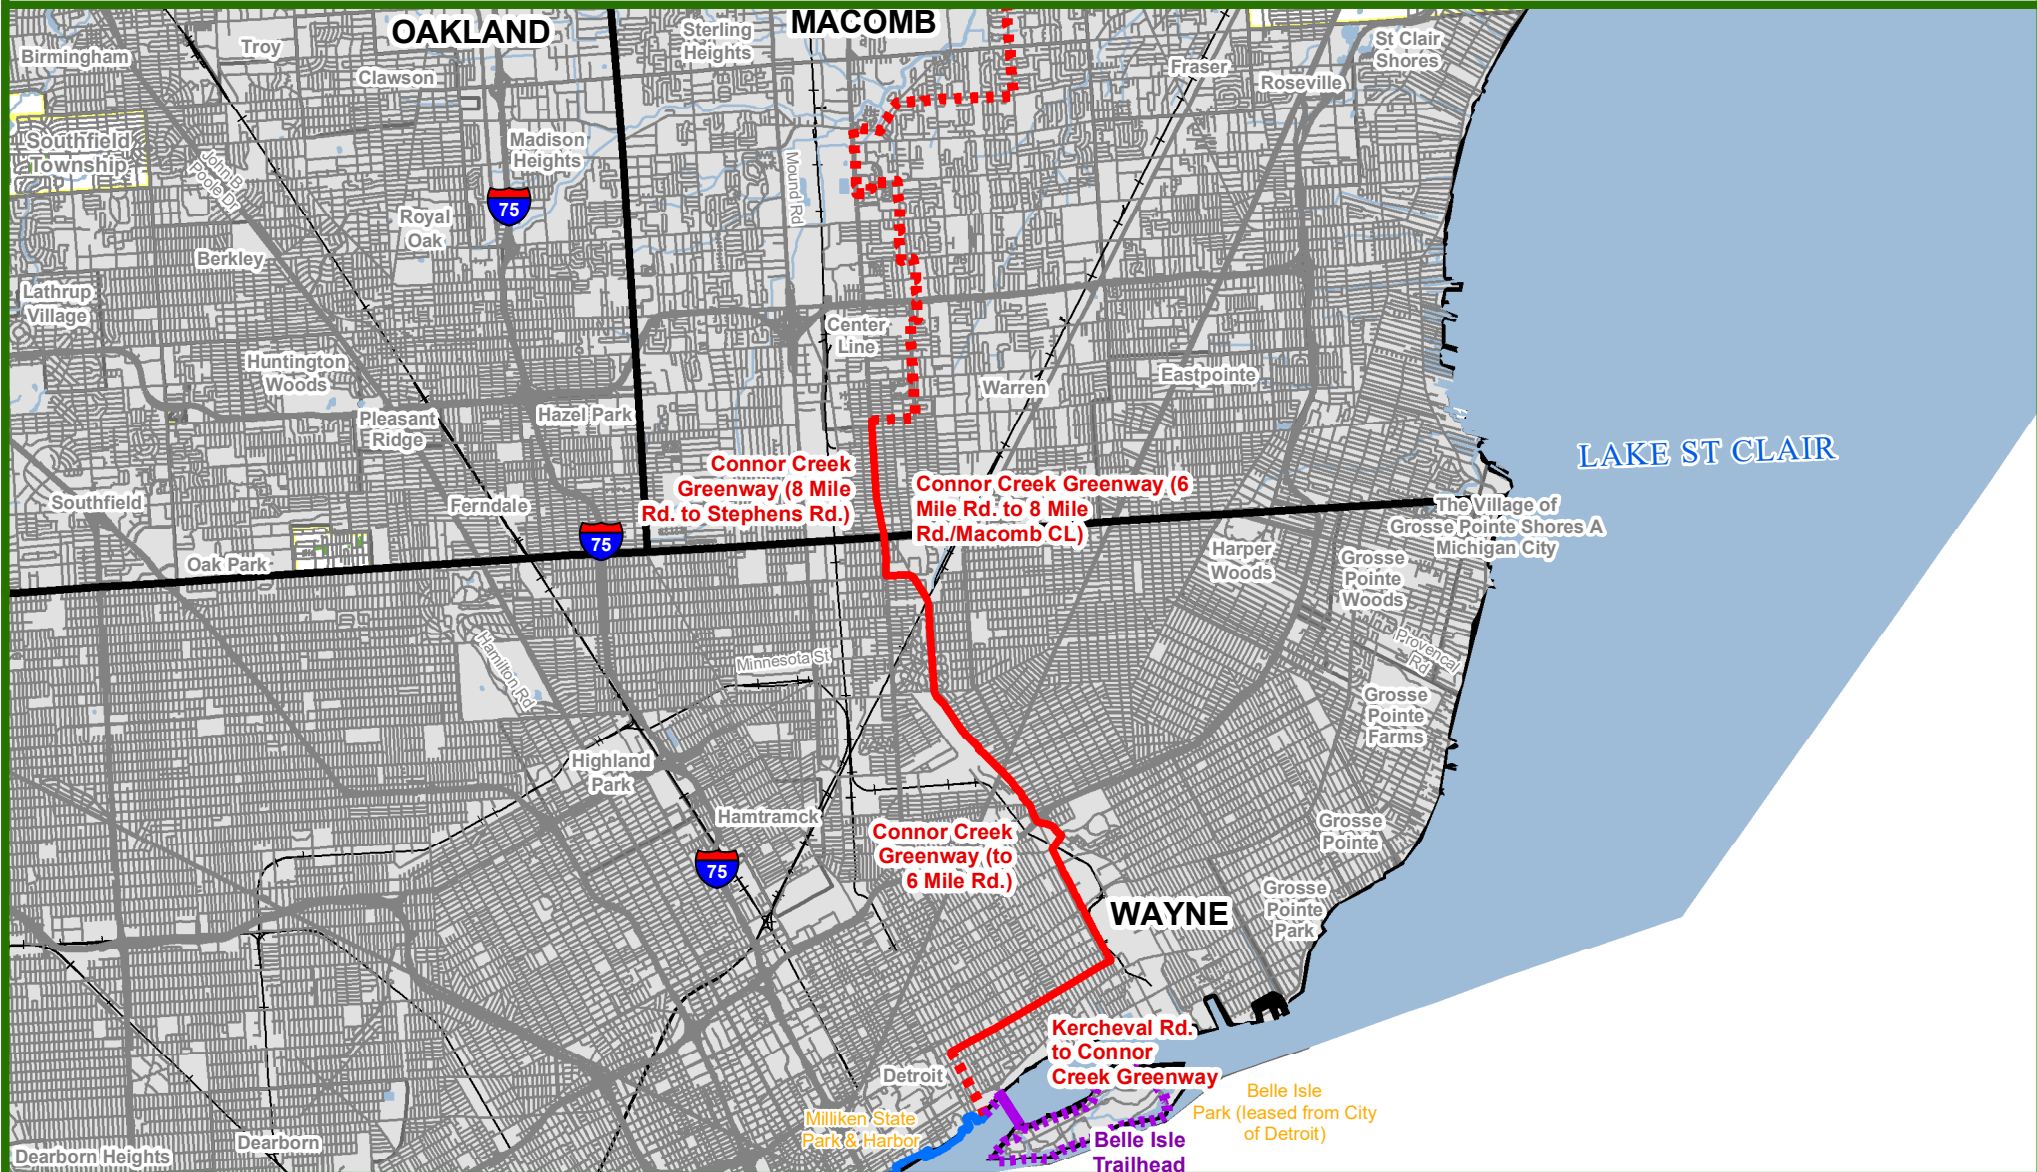 OAKLAND
MACOMB
Birmingham
Troy
Clawson
Sterling
Heights
Fraser
St Clair
Shores
Roseville
Southfield
Township
John B
Poole Dr
Madison
Heights
Mound Rd
75
Royal
Oak
Berkley
Lathrup
Village
Center
Line
Huntington
Woods
Warren
Eastpointe
Pleasant
Ridge
Hazel Park
LAKE ST CLAIR
Connor Creek
Greenway (8 Mile
Rd. to Stephens Rd.)
Connor Creek Greenway (6
Mile Rd. to 8 Mile
Rd./Macomb CL)
Southfield
Ferndale
The Village of
Grosse Pointe Shores A
Michigan City
75
Oak Park
Harper
Woods
Grosse
Pointe
Woods
Hamilton Rd
Minnesota St
Provencal
Rd
Grosse
Pointe
Farms
Highland
Park
Hamtramck
Grosse
Pointe
Connor Creek
Greenway (to
6 Mile Rd.)
75
WAYNE
Grosse
Pointe
Park
Kercheval Rd.
to Connor
Creek Greenway
Detroit
Belle Isle
Park (leased from City
of Detroit)
Milliken State
Park & Harbor
Belle Isle
Trailhead
Dearborn
Dearborn Heights